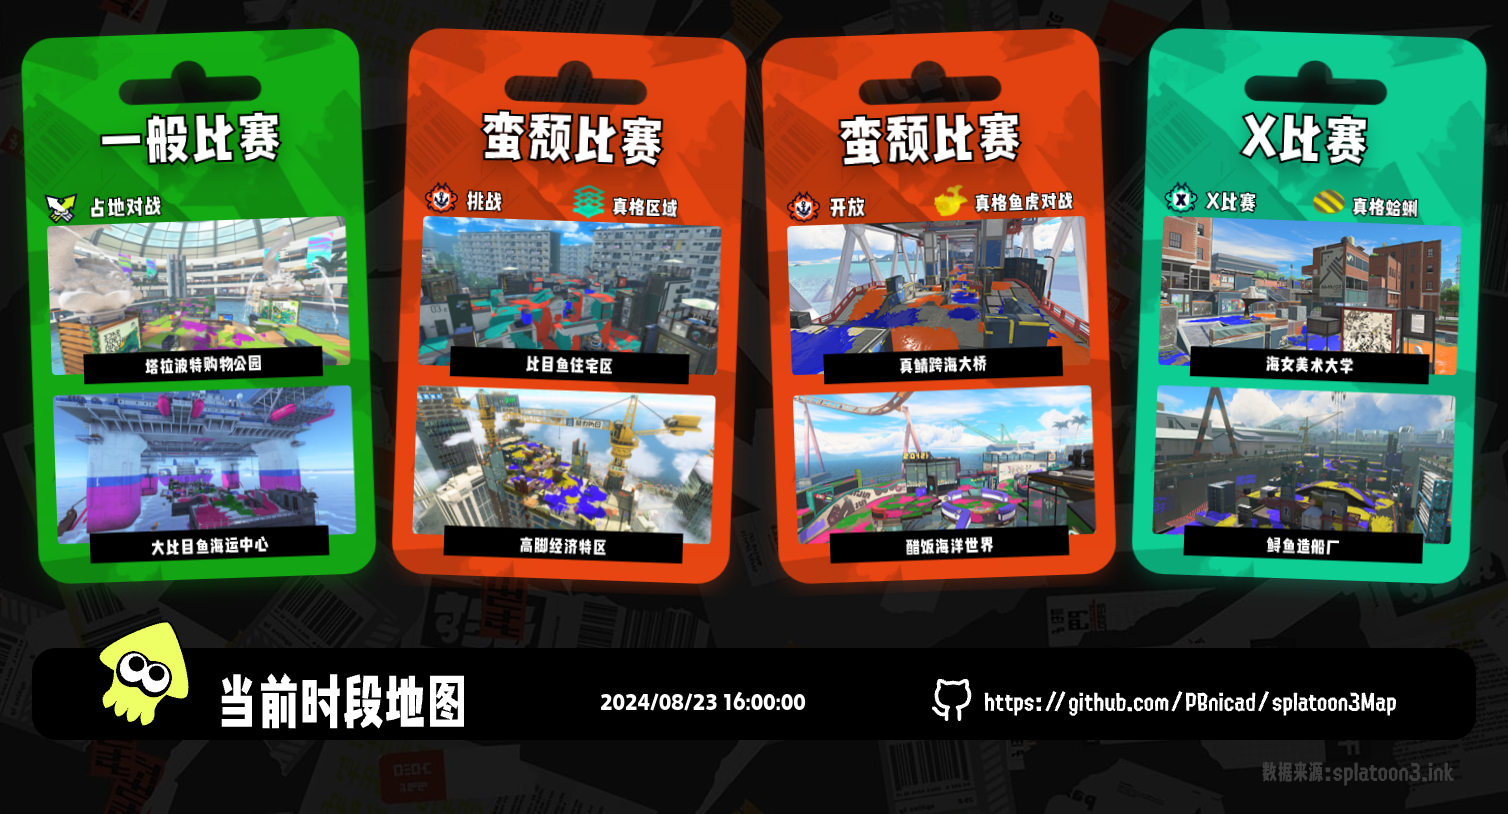 一般比赛
占地对战
塔拉波特购物公园
大比目鱼海运中心
蛮颓比赛
挑战
真格区域
比目鱼住宅区
高脚经济特区
蛮颓比赛
开放
真格鱼虎对战
真鲭跨海大桥
醋饭海洋世界
X比赛
X比赛
真格蛤蜊
海女美术大学
鲟鱼造船厂
当前时段地图
2024/08/23 16:00:00
https://github.com/PBnicad/splatoon3Map
数据来源:splatoon3.ink